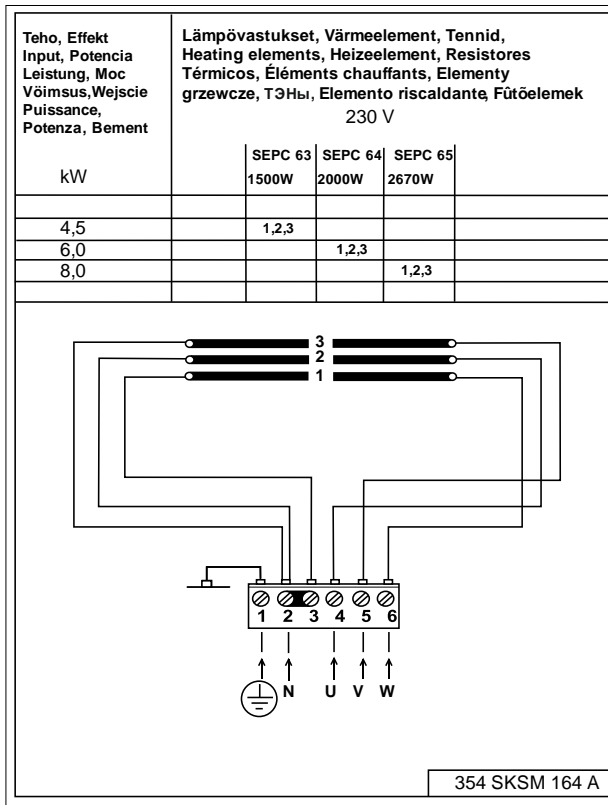 Teho, Effekt
Input, Potencia
Leistung, Moc
Vöimsus,Wejscie
Puissance,
Potenza, Bement
kW
Lämpövastukset, Värmeelement, Tennid,
Heating elements, Heizeelement, Resistores
Térmicos, Éléments chauffants, Elementy
grzewcze, ТЭНы, Elemento riscaldante, Fûtõelemek
230 V
SEPC 63 SEPC 64 SEPC 65
1500W 2000W 2670W
4,5 1,2,3
6,0 1,2,3
8,0 1,2,3
3
2
1
1 2 3 4 5 6
N U V W
354 SKSM 164 A